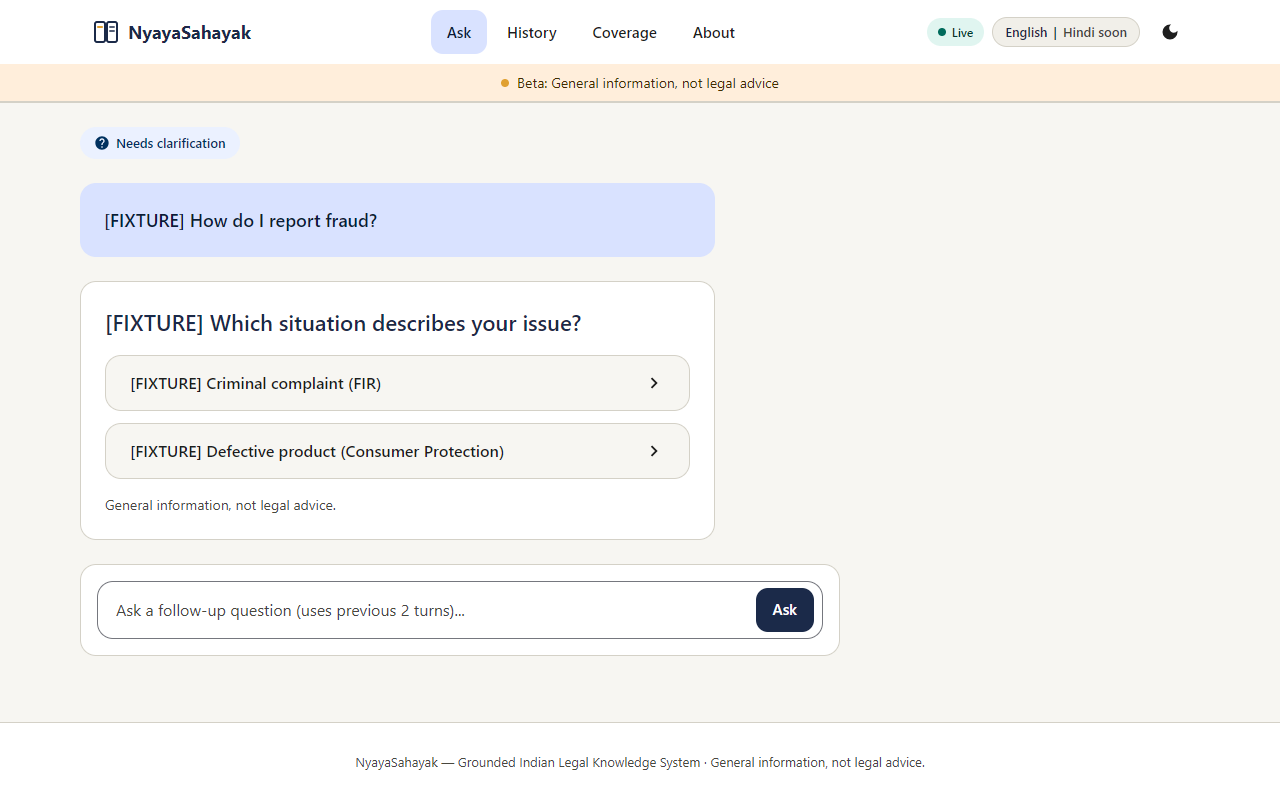 NyayaSahayak
Ask
History
Coverage
About
Live
English | Hindi soon
Beta: General information, not legal advice
Needs clarification
[FIXTURE] How do I report fraud?
[FIXTURE] Which situation describes your issue?
[FIXTURE] Criminal complaint (FIR)
[FIXTURE] Defective product (Consumer Protection)
General information, not legal advice.
Ask a follow-up question (uses previous 2 turns)...
Ask
NyayaSahayak — Grounded Indian Legal Knowledge System · General information, not legal advice.